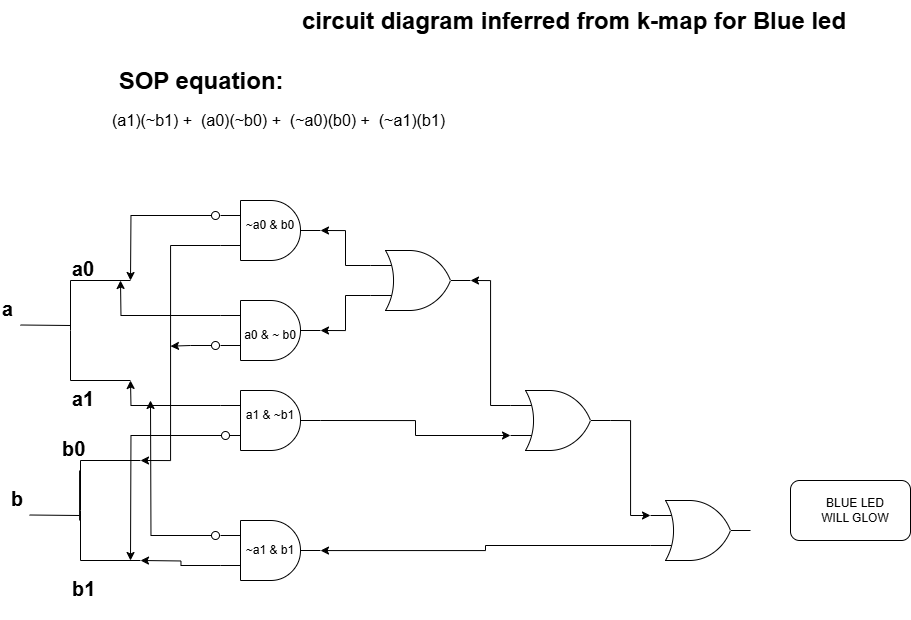 circuit diagram inferred from k-map for Blue led
SOP equation:
(a1)(~b1) + (a0)(~b0) + (~a0)(b0) + (~a1)(b1)
~a0 & b0
a0
a
a0 & ~ b0
a1
a1 & ~b1
b0
b
BLUE LED
WILL GLOW
~a1 & b1
b1